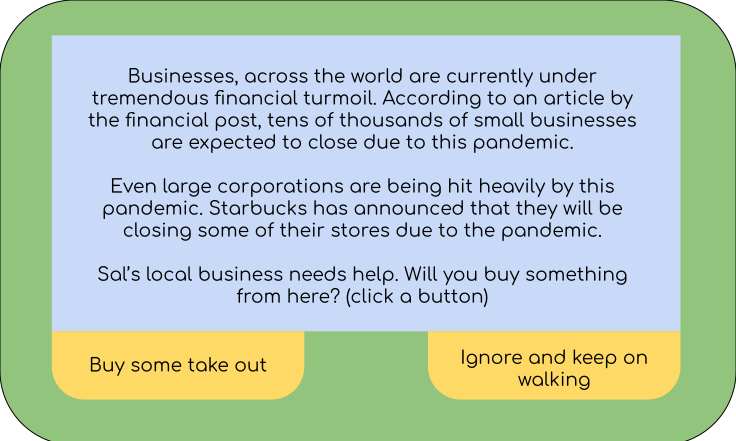 Businesses, across the world are currently under
tremendous financial turmoil. According to an article by
the financial post, tens of thousands of small businesses
are expected to close due to this pandemic.
Even large corporations are being hit heavily by this
pandemic. Starbucks has announced that they will be
closing some of their stores due to the pandemic.
Sal's local business needs help. Will you buy something
from here? (click a button)
Buy some take out
Ignore and keep on
walking